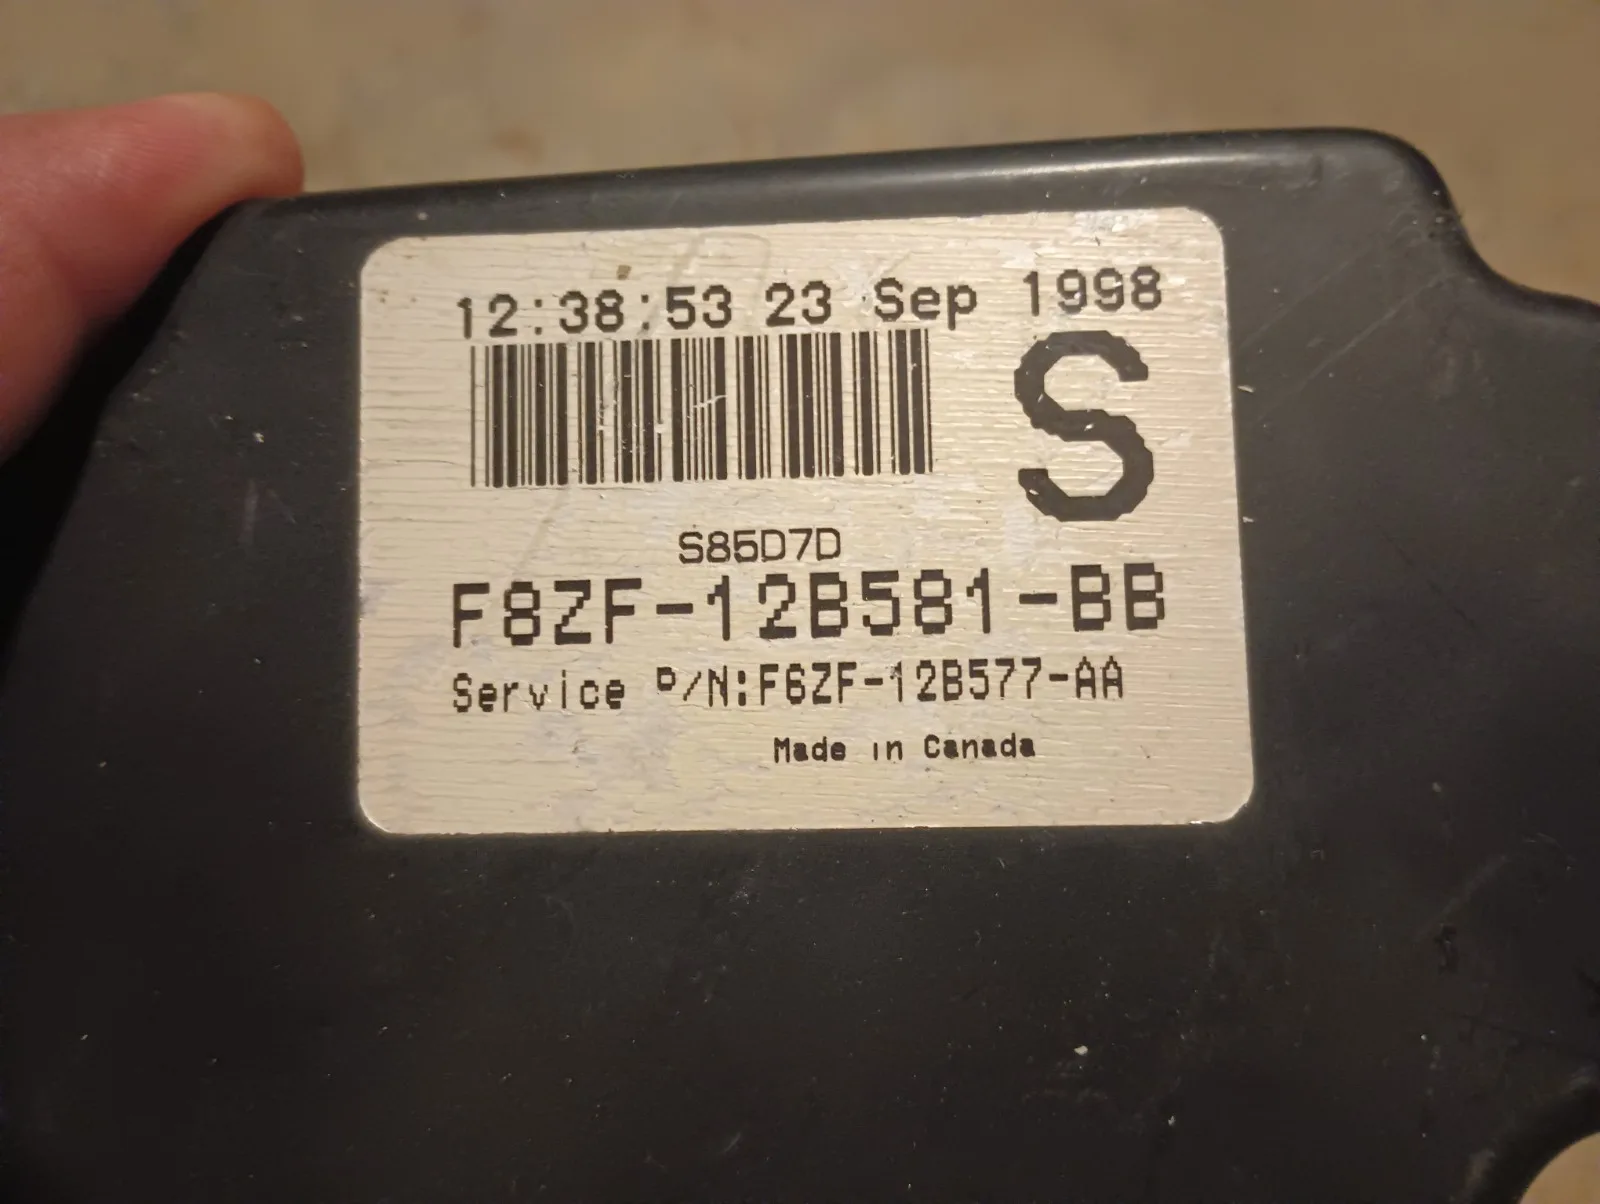 12:38:53 23 Sep 1998
S
S85D7D
F8ZF-12B581-BB
Service P/N:F6ZF-12B577-AA
Made in Canada